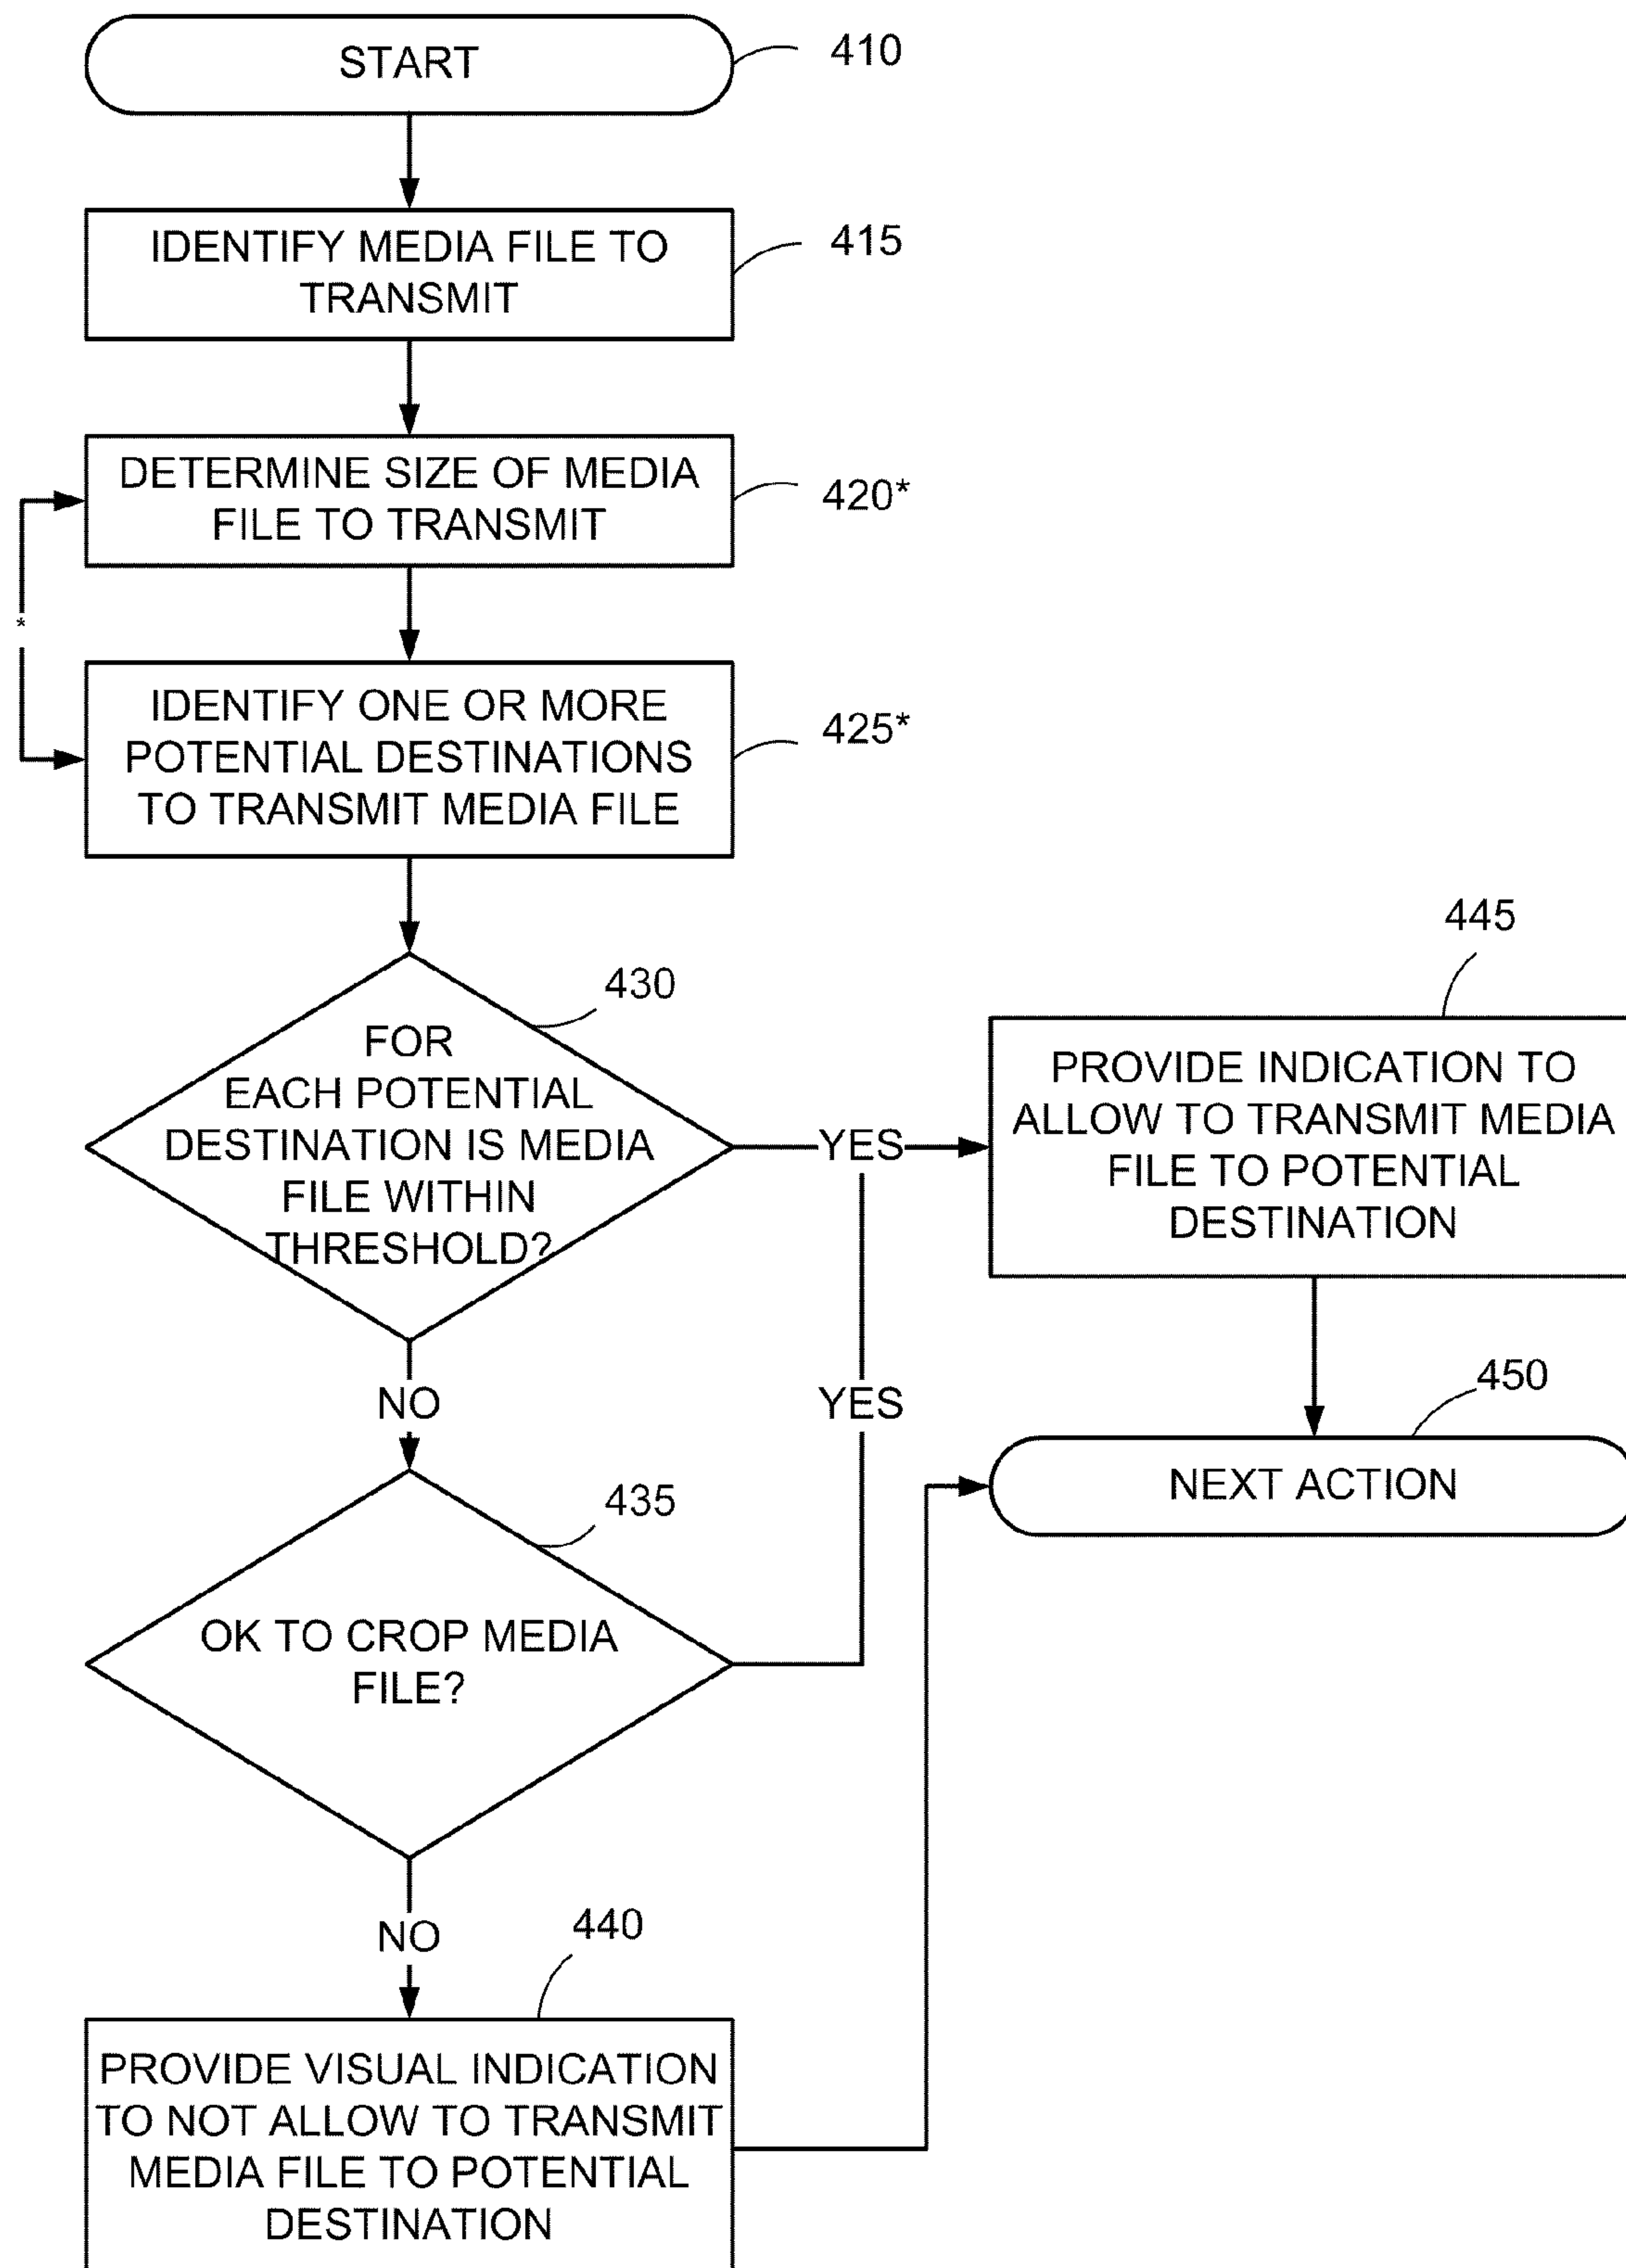 START
410
IDENTIFY MEDIA FILE TO
TRANSMIT
415
DETERMINE SIZE OF MEDIA
FILE TO TRANSMIT
420*
*
IDENTIFY ONE OR MORE
POTENTIAL DESTINATIONS
TO TRANSMIT MEDIA FILE
425*
430
FOR
EACH POTENTIAL
DESTINATION IS MEDIA
FILE WITHIN
THRESHOLD?
YES
445
PROVIDE INDICATION TO
ALLOW TO TRANSMIT MEDIA
FILE TO POTENTIAL
DESTINATION
NO
YES
450
NEXT ACTION
435
OK TO CROP MEDIA
FILE?
NO
440
PROVIDE VISUAL INDICATION
TO NOT ALLOW TO TRANSMIT
MEDIA FILE TO POTENTIAL
DESTINATION